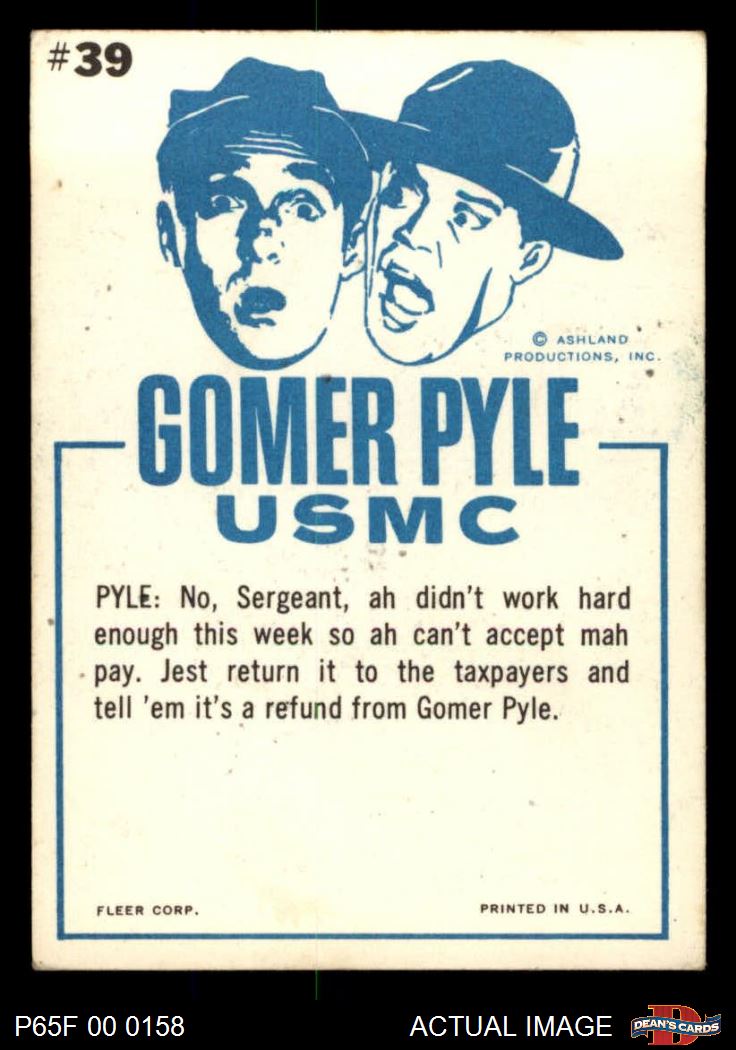 #39
© ASHLAND
PRODUCTIONS, INC.
GOMER PYLE
USMC
PYLE: No, Sergeant, ah didn't work hard
enough this week so ah can't accept mah
pay. Jest return it to the taxpayers and
tell 'em it's a refund from Gomer Pyle.
FLEER CORP.
PRINTED IN U.S.A.
P65F 00 0158
ACTUAL IMAGE
D
DEAN'S CARDS